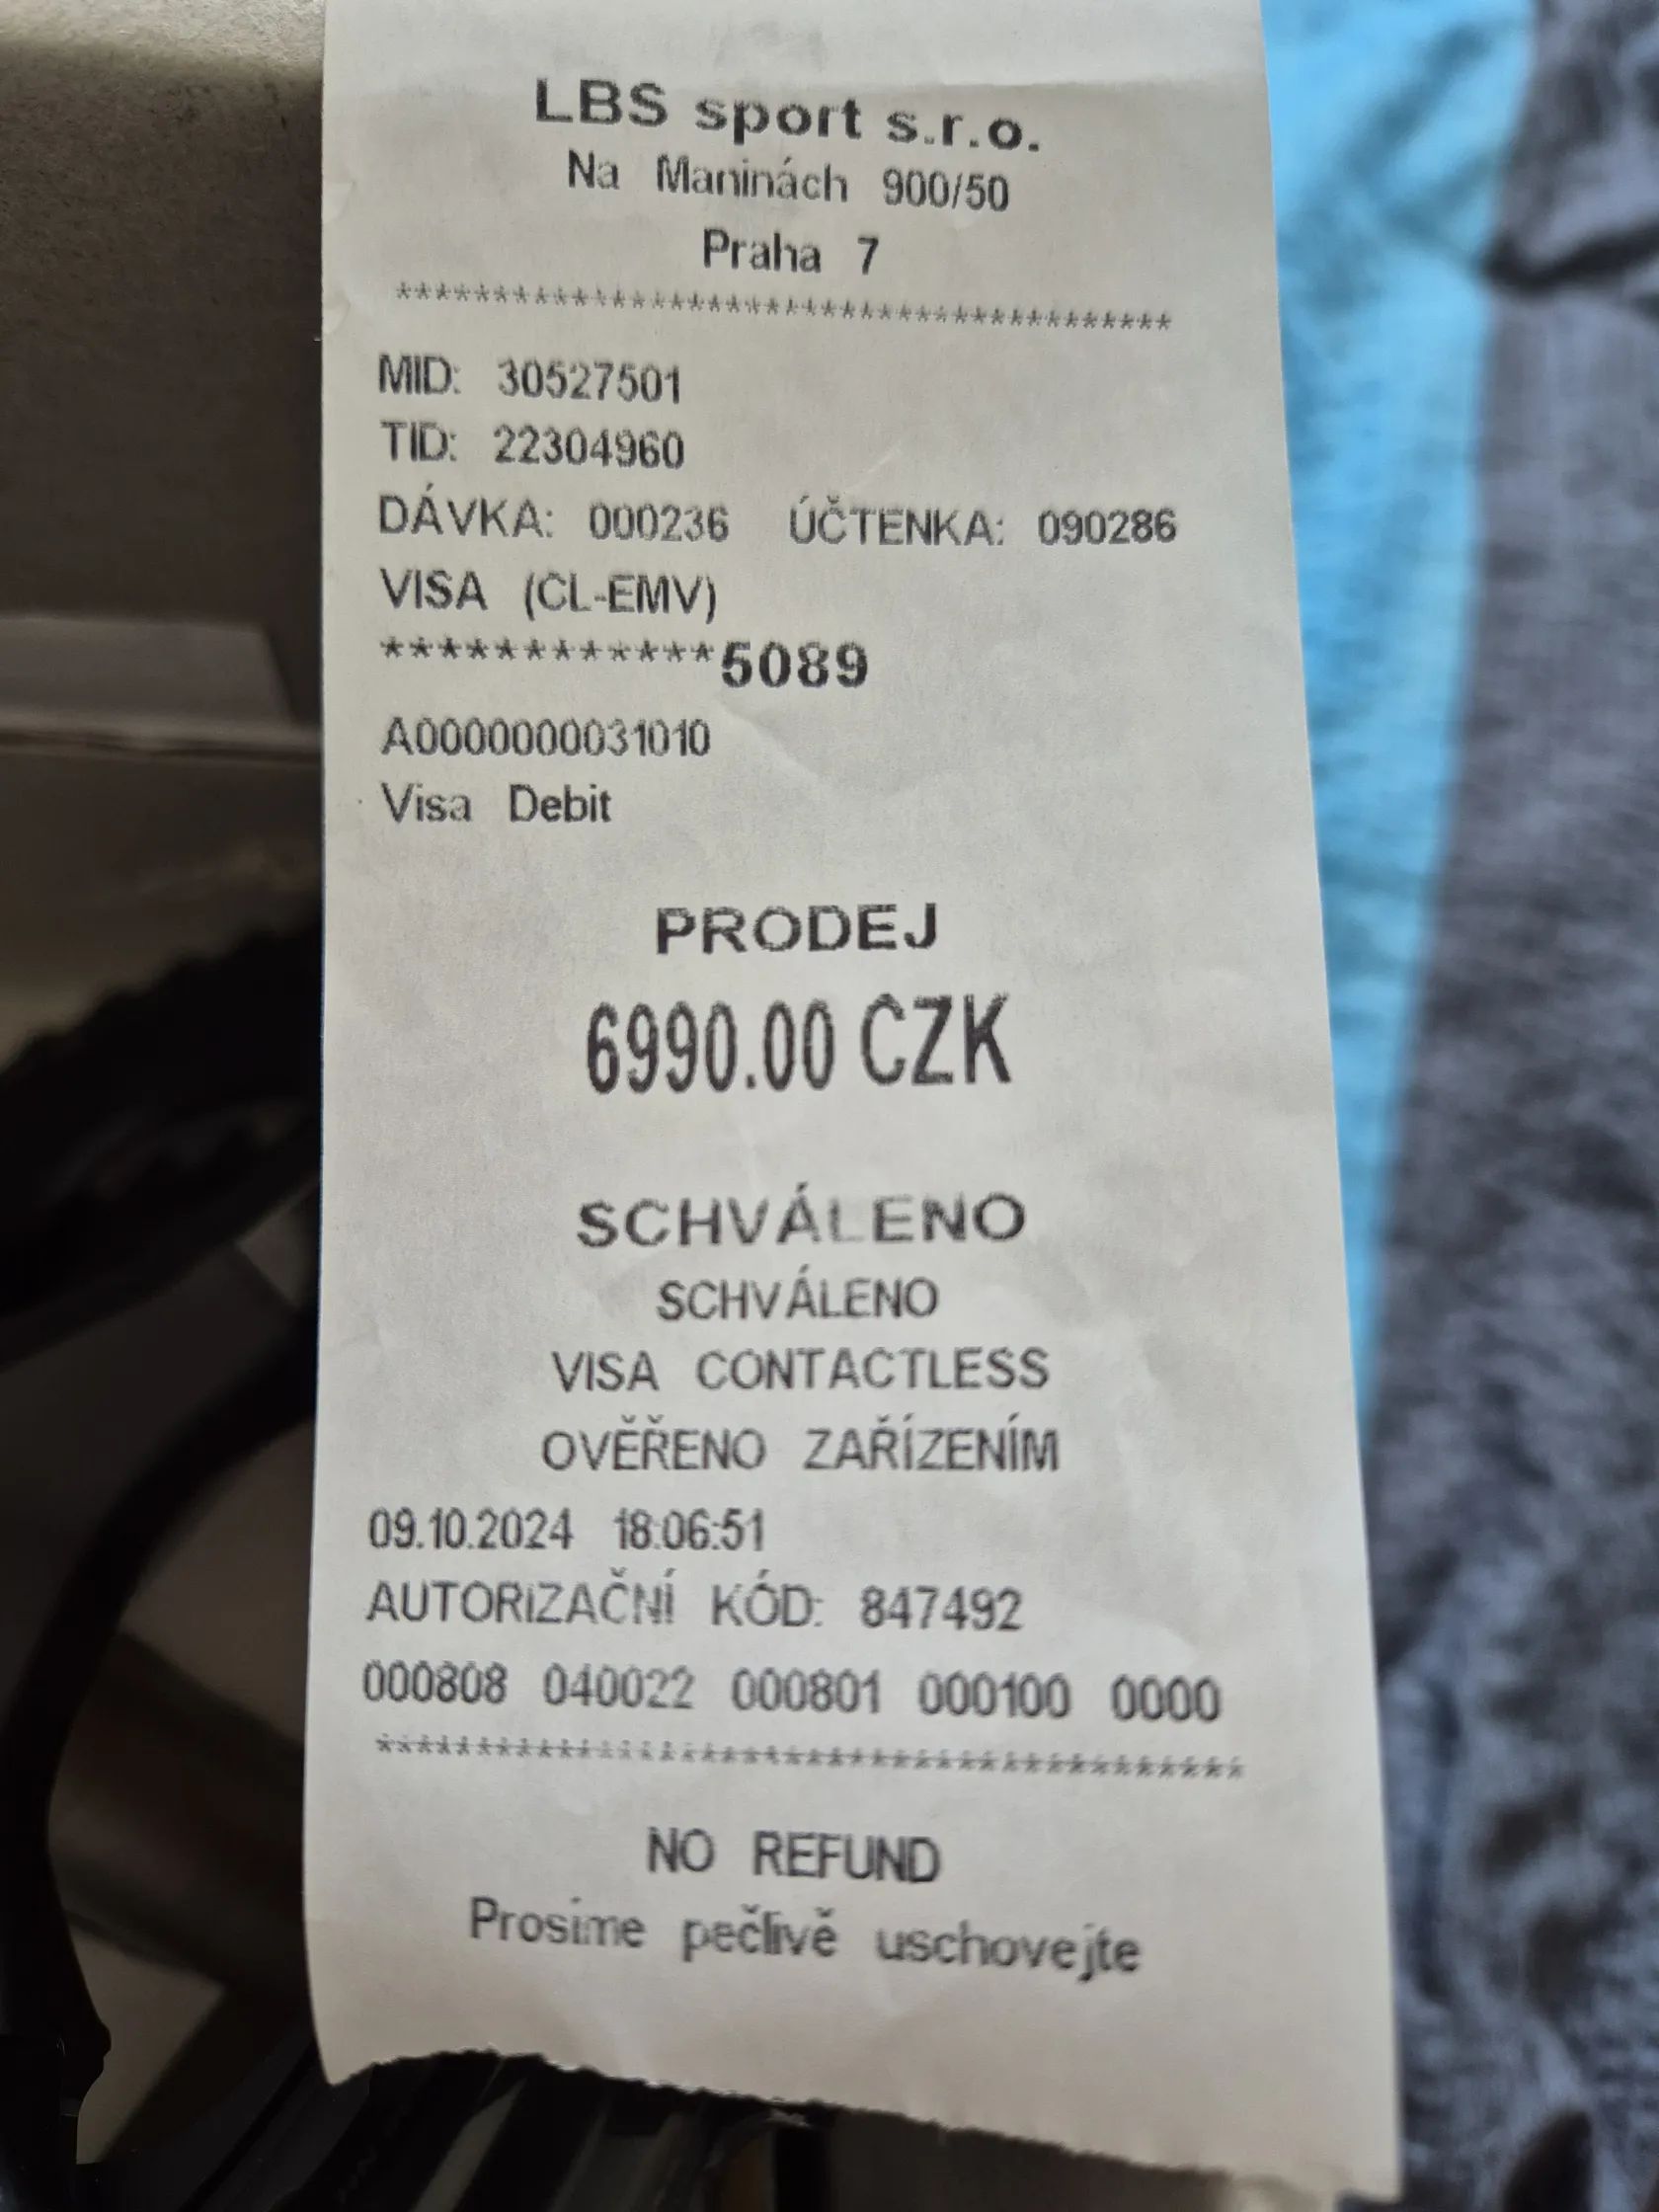 LBS sport s.r.o.
Na Maninách 900/50
Praha 7
****************************************
MID: 30527501
TID: 22304960
DÁVKA: 000236 ÚČTENKA: 090286
VISA (CL-EMV)
************5089
A0000000031010
Visa Debit
PRODEJ
6990.00 CZK
SCHVÁLENO
SCHVÁLENO
VISA CONTACTLESS
OVĚŘENO ZAŘÍZENÍM
09.10.2024 18:06:51
AUTORIZAČNÍ KÓD: 847492
000808 040022 000801 000100 0000
****************************************
NO REFUND
Prosíme pečlivě uschovejte